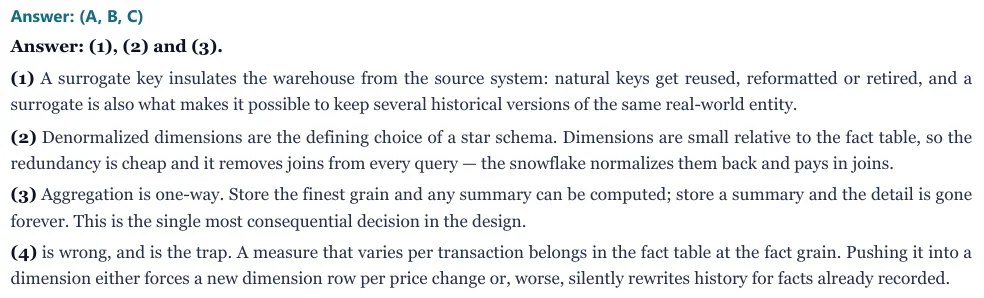 Answer: (A, B, C)
Answer: (1), (2) and (3).
(1) A surrogate key insulates the warehouse from the source system: natural keys get reused, reformatted or retired, and a
surrogate is also what makes it possible to keep several historical versions of the same real-world entity.
(2) Denormalized dimensions are the defining choice of a star schema. Dimensions are small relative to the fact table, so the
redundancy is cheap and it removes joins from every query — the snowflake normalizes them back and pays in joins.
(3) Aggregation is one-way. Store the finest grain and any summary can be computed; store a summary and the detail is gone
forever. This is the single most consequential decision in the design.
(4) is wrong, and is the trap. A measure that varies per transaction belongs in the fact table at the fact grain. Pushing it into a
dimension either forces a new dimension row per price change or, worse, silently rewrites history for facts already recorded.